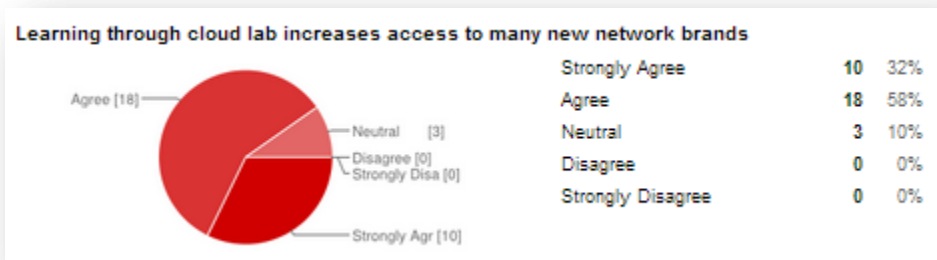 Learning through cloud lab increases access to many new network brands
Agree [18]
Neutral [3]
Disagree [0]
Strongly Disa [0]
Strongly Agr [10]
Strongly Agree 10 32%
Agree 18 58%
Neutral 3 10%
Disagree 0 0%
Strongly Disagree 0 0%